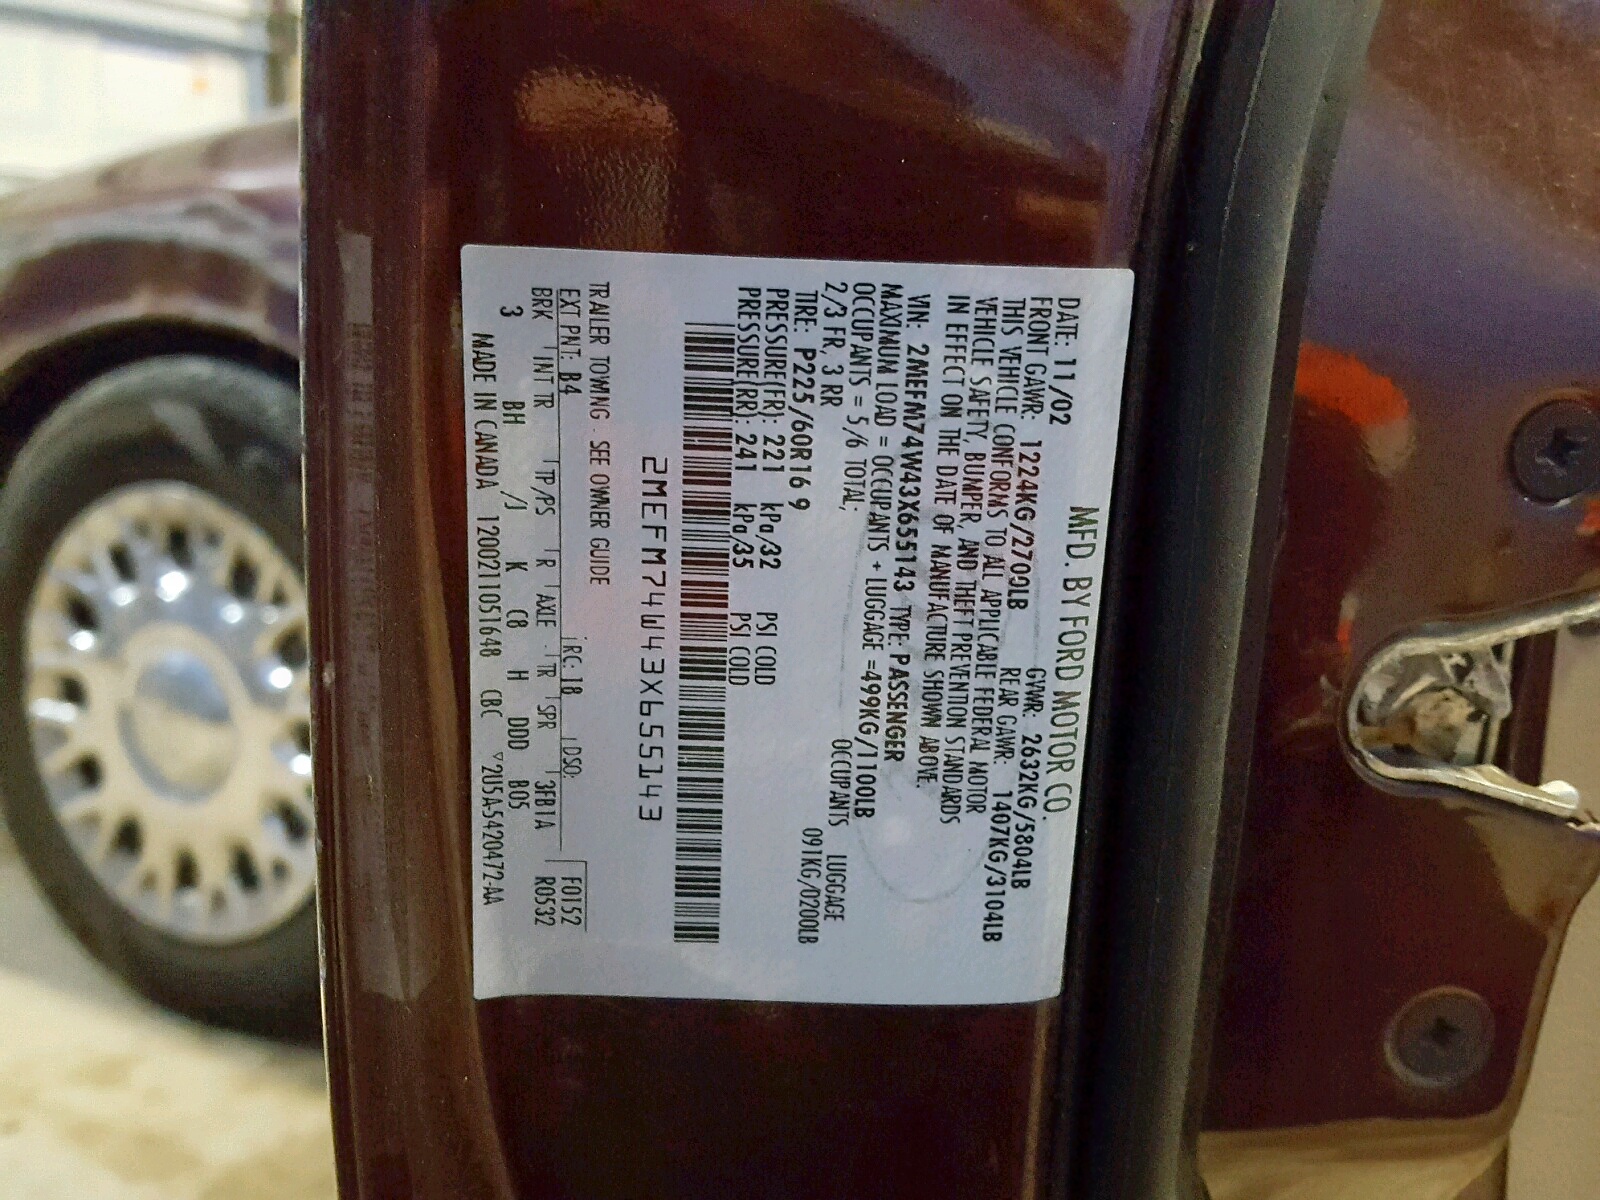 MFD. BY FORD MOTOR CO.
DATE: 11/02 GVWR: 2632KG/5804LB
FRONT GAWR: 1224KG/2700LB REAR GAWR: 1407KG/3104LB
THIS VEHICLE CONFORMS TO ALL APPLICABLE FEDERAL MOTOR
VEHICLE SAFETY, BUMPER, AND THEFT PREVENTION STANDARDS
IN EFFECT ON THE DATE OF MANUFACTURE SHOWN ABOVE.
VIN: 2MEFM74W43X655143 TYPE: PASSENGER
MAXIMUM LOAD = OCCUPANTS + LUGGAGE =499KG/1100LB
OCCUPANTS = 5/6 TOTAL; OCCUPANTS LUGGAGE
2/3 FR, 3 RR 091KG/0200LB
TIRE: P225/60R16 9
PRESSURE(FR): 221 kPa/32 PSI COLD
PRESSURE(RR): 241 kPa/35 PSI COLD
2MEFM74W43X655143
TRAILER TOWING - SEE OWNER GUIDE
EXT PNT: B4 RC: 18 DSO: F0152
BRK INT TR TP/PS R AXLE TR SPR 3FB1A R0532
3 BH /J K C8 H DDD B05
MADE IN CANADA 1200211051648 CBC ▽2U5A-5420472-AA